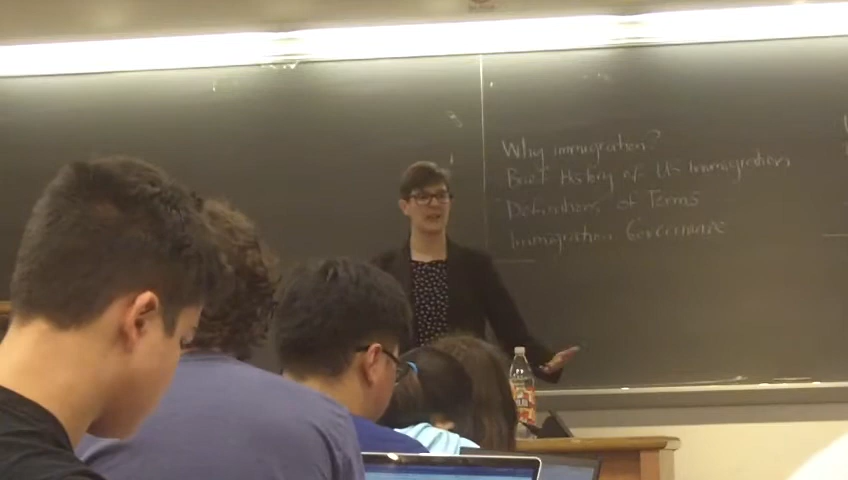 Why immigration?
Brief History of US Immigration
Definitions of Terms
Immigration Governance